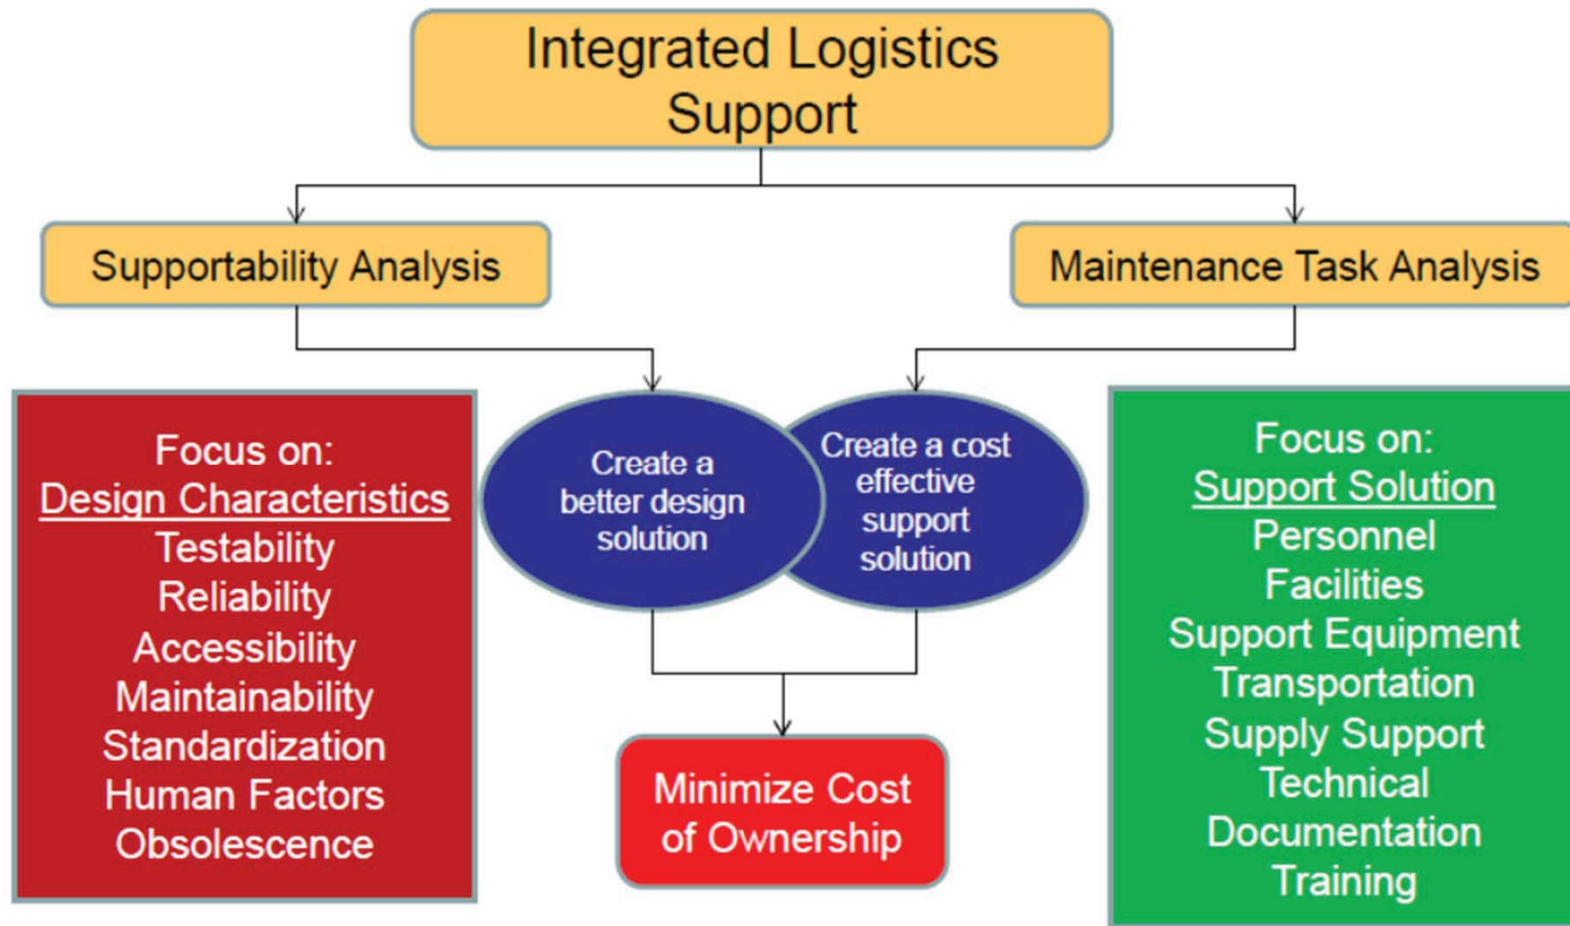 Integrated Logistics
Support
Supportability Analysis
Maintenance Task Analysis
Focus on:
Design Characteristics
Testability
Reliability
Accessibility
Maintainability
Standardization
Human Factors
Obsolescence
Create a
better design
solution
Create a cost
effective
support
solution
Focus on:
Support Solution
Personnel
Facilities
Support Equipment
Transportation
Supply Support
Technical
Documentation
Training
Minimize Cost
of Ownership